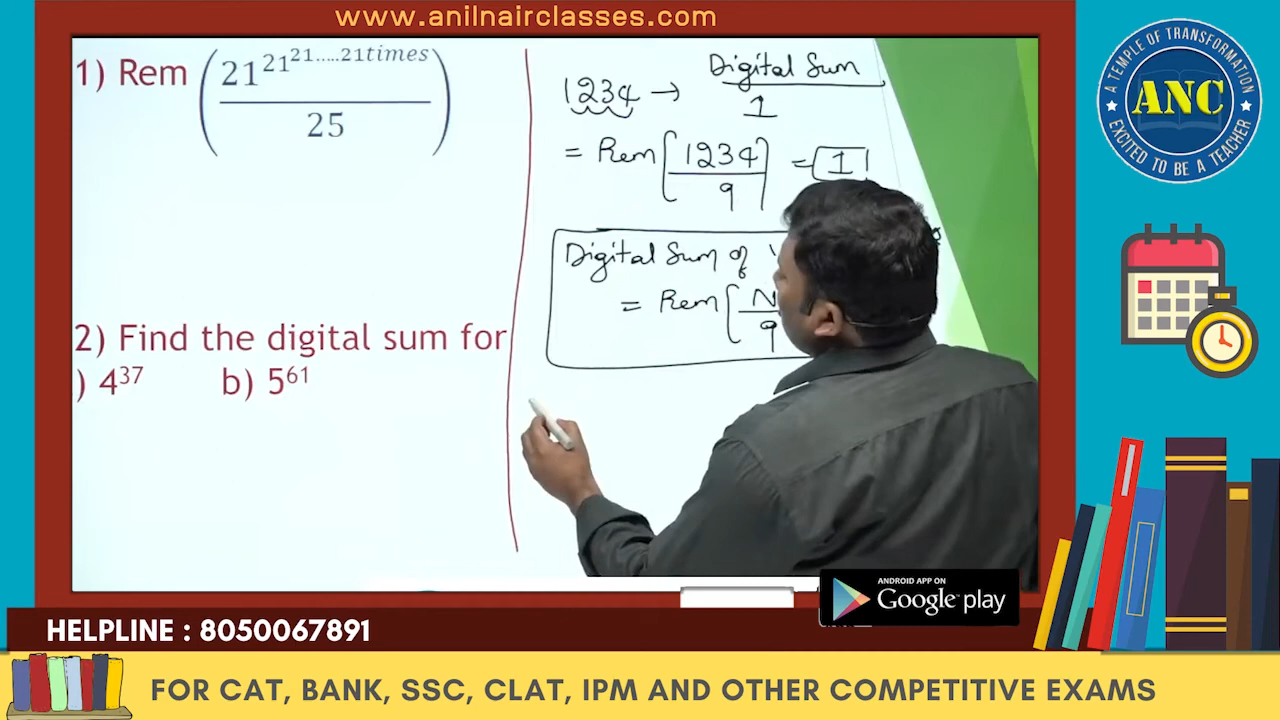 www.anilnairclasses.com
1) Rem (21^21^21.....21times / 25)
2) Find the digital sum for
) 4^37 b) 5^61
Digital Sum
1234 → 1
= Rem [1234/9] = 1
Digital Sum of
= Rem [N/9
A TEMPLE OF TRANSFORMATION
ANC
EXCITED TO BE A TEACHER
ANDROID APP ON
Google play
HELPLINE : 8050067891
FOR CAT, BANK, SSC, CLAT, IPM AND OTHER COMPETITIVE EXAMS